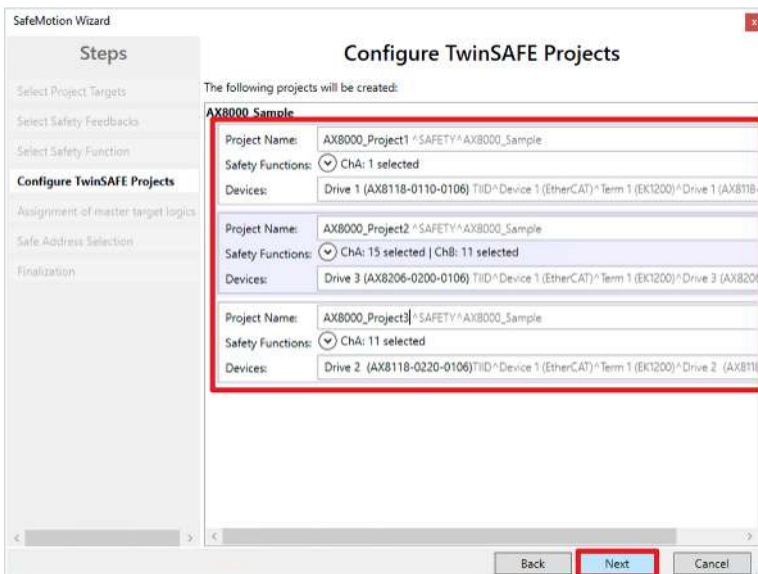 SafeMotion Wizard
x
Steps
Configure TwinSAFE Projects
Select Project Targets
Select Safety Feedbacks
Select Safety Function
Configure TwinSAFE Projects
Assignment of master target logics
Safe Address Selection
Finalization
The following projects will be created:
AX8000_Sample
Project Name: AX8000_Project1 ^SAFETY^AX8000_Sample
Safety Functions: ChA: 1 selected
Devices: Drive 1 (AX8118-0110-0106) TIID^Device 1 (EtherCAT)^Term 1 (EK1200)^Drive 1 (AX8118-
Project Name: AX8000_Project2 ^SAFETY^AX8000_Sample
Safety Functions: ChA: 15 selected | ChB: 11 selected
Devices: Drive 3 (AX8206-0200-0106) TIID^Device 1 (EtherCAT)^Term 1 (EK1200)^Drive 3 (AX8206
Project Name: AX8000_Project3 ^SAFETY^AX8000_Sample
Safety Functions: ChA: 11 selected
Devices: Drive 2 (AX8118-0220-0106)TIID^Device 1 (EtherCAT)^Term 1 (EK1200)^Drive 2 (AX8118
Back Next Cancel